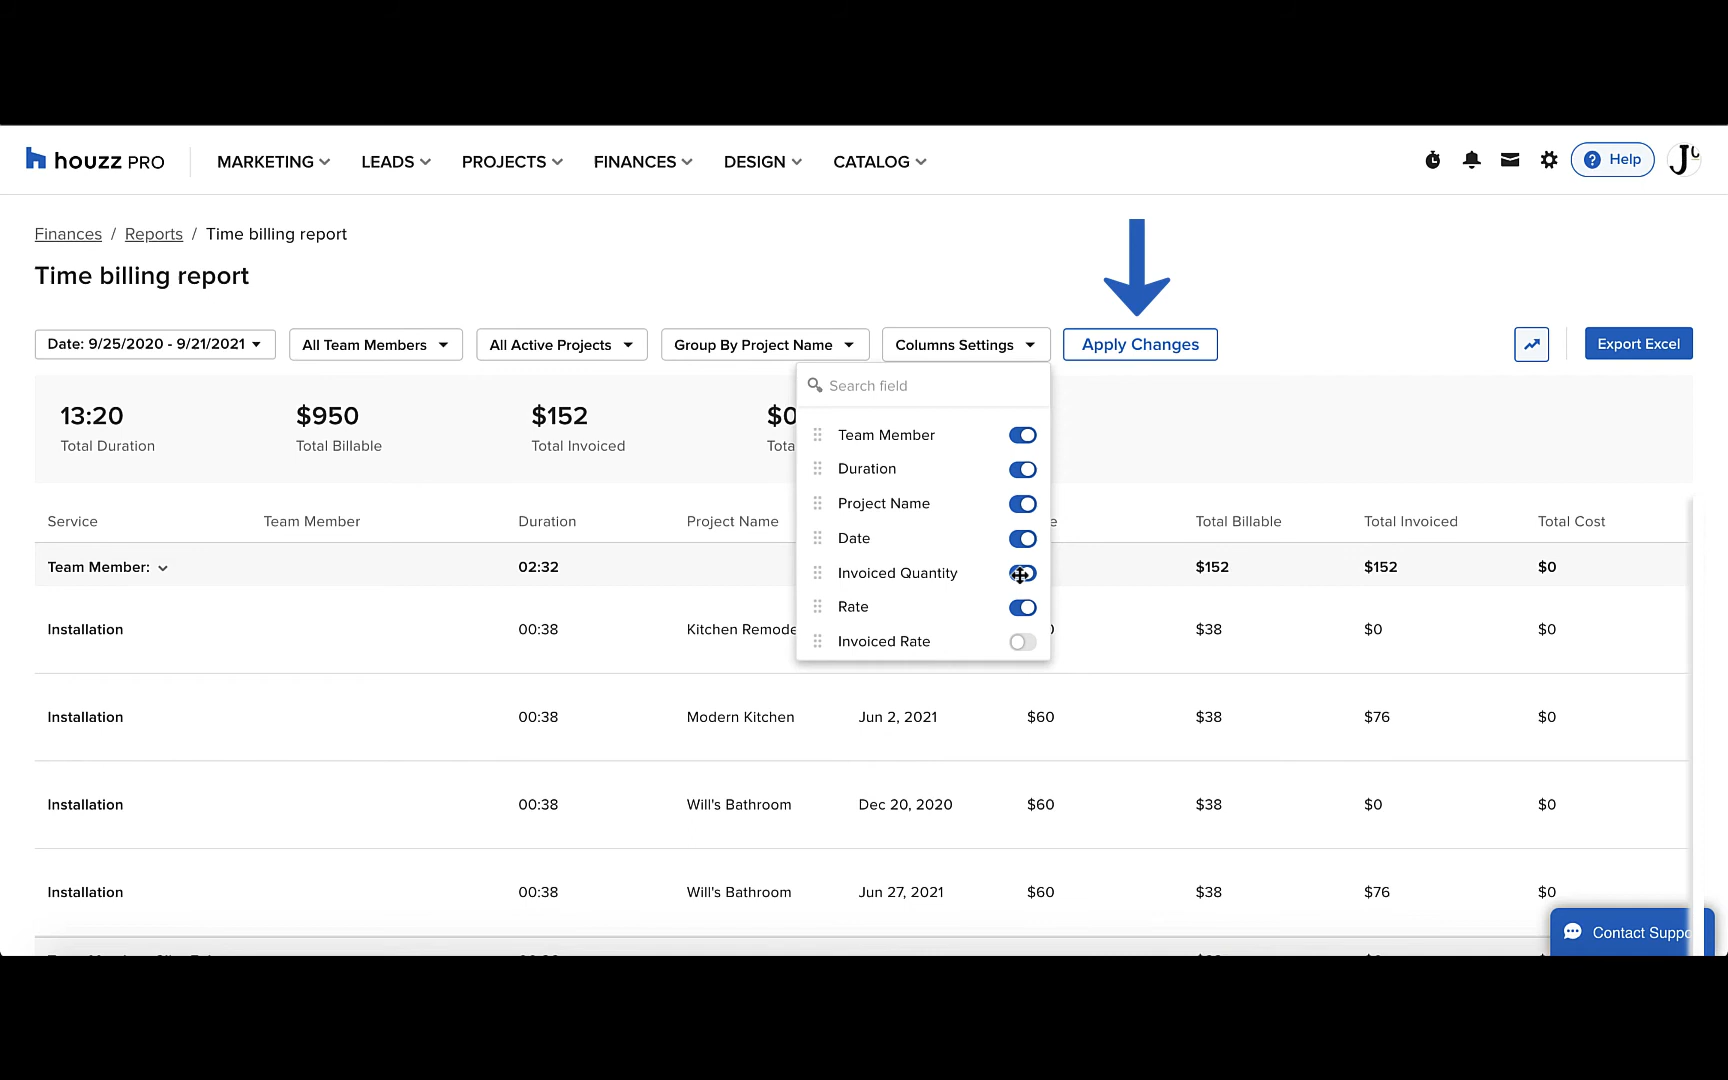 houzz PRO
MARKETING LEADS PROJECTS FINANCES DESIGN CATALOG Help
Finances / Reports / Time billing report
Time billing report
Date: 9/25/2020 - 9/21/2021 All Team Members All Active Projects Group By Project Name Columns Settings Apply Changes Export Excel
Search field
13:20 $950 $152 $0
Total Duration Total Billable Total Invoiced
Team Member
Duration
Project Name
Date
Invoiced Quantity
Rate
Invoiced Rate
Service Team Member Duration Project Name Total Billable Total Invoiced Total Cost
Team Member: 02:32 $152 $152 $0
Installation 00:38 Kitchen Remode $38 $0 $0
Installation 00:38 Modern Kitchen Jun 2, 2021 $60 $38 $76 $0
Installation 00:38 Will's Bathroom Dec 20, 2020 $60 $38 $0 $0
Installation 00:38 Will's Bathroom Jun 27, 2021 $60 $38 $76 $0
Contact Suppo